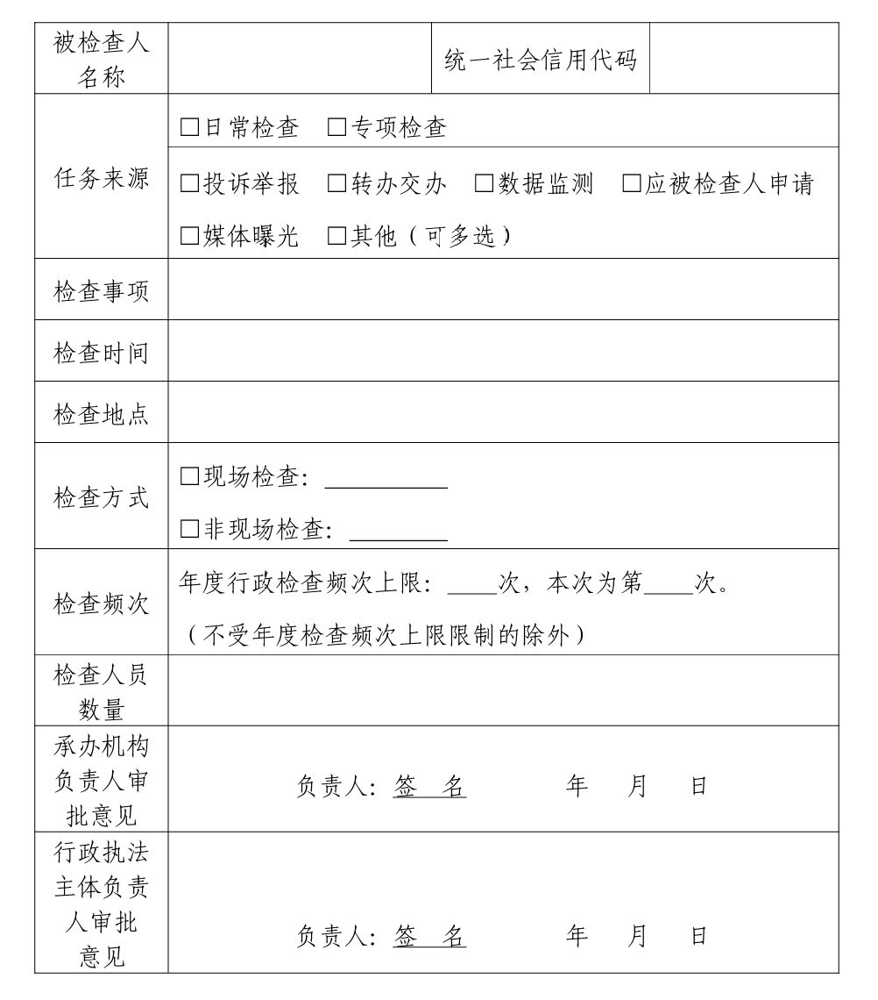 被检查人
名称
统一社会信用代码
任务来源
□日常检查 □专项检查
□投诉举报 □转办交办 □数据监测 □应被检查人申请
□媒体曝光 □其他（可多选）
检查事项
检查时间
检查地点
检查方式
□现场检查：__________
□非现场检查：________
检查频次
年度行政检查频次上限：____次，本次为第____次。
（不受年度检查频次上限限制的除外）
检查人员
数量
承办机构
负责人审
批意见
负责人：签 名 年 月 日
行政执法
主体负责
人审批
意见
负责人：签 名 年 月 日